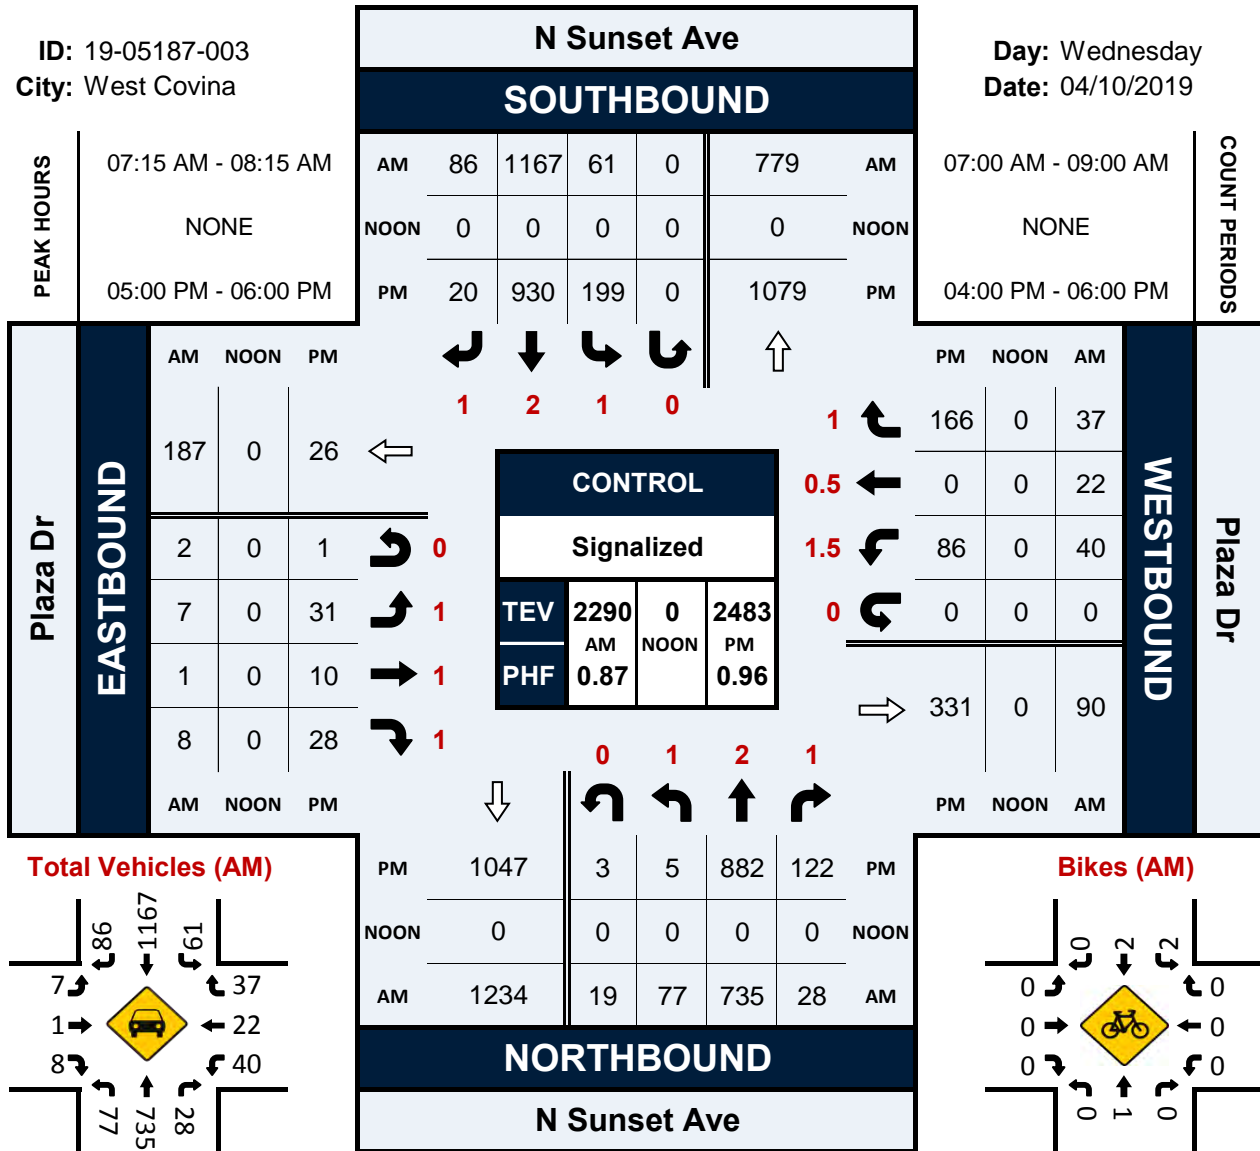 ID: 19-05187-003
City: West Covina
N Sunset Ave
SOUTHBOUND
Day: Wednesday
Date: 04/10/2019
PEAK HOURS
07:15 AM - 08:15 AM
NONE
05:00 PM - 06:00 PM
AM 86 1167 61 0 779 AM
NOON 0 0 0 0 0 NOON
PM 20 930 199 0 1079 PM
07:00 AM - 09:00 AM
NONE
04:00 PM - 06:00 PM
COUNT PERIODS
1 2 1 0
Plaza Dr
EASTBOUND
AM NOON PM
187 0 26
2 0 1 0
7 0 31 1
1 0 10 1
8 0 28 1
AM NOON PM
CONTROL
Signalized
TEV 2290 0 2483
AM NOON PM
PHF 0.87 0.96
PM NOON AM
1 166 0 37
0.5 0 0 22
1.5 86 0 40
0 0 0 0
331 0 90
PM NOON AM
WESTBOUND
Plaza Dr
0 1 2 1
PM 1047 3 5 882 122 PM
NOON 0 0 0 0 0 NOON
AM 1234 19 77 735 28 AM
NORTHBOUND
N Sunset Ave
Total Vehicles (AM)
86 1167 61
7 37
1 22
8 40
77 735 28
Bikes (AM)
0 2 2
0 0
0 0
0 0
0 1 0